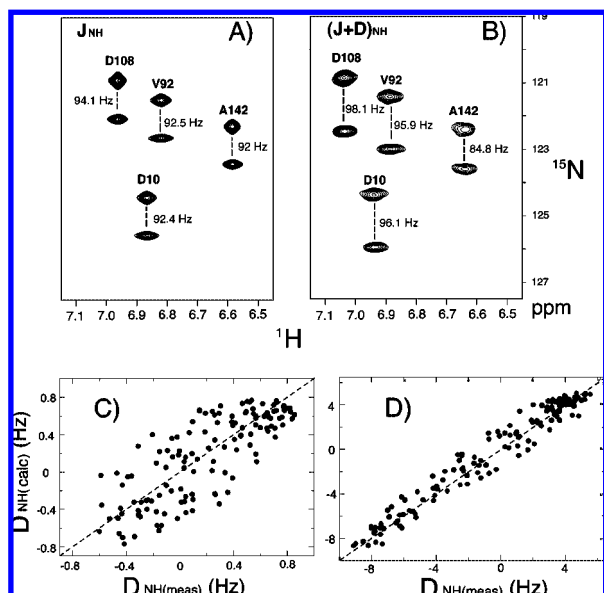 J NH A)
D108
V92
A142
94.1 Hz
92.5 Hz
92 Hz
D10
92.4 Hz
7.1 7.0 6.9 6.8 6.7 6.6 6.5
(J+D)NH B)
D108
V92
A142
98.1 Hz
95.9 Hz
84.8 Hz
D10
96.1 Hz
119
121
123
15N
125
127
7.1 7.0 6.9 6.8 6.7 6.6 6.5 ppm
1H
C)
0.8
0.4
0
-0.4
-0.8
D NH(calc) (Hz)
-0.8 -0.4 0 0.4 0.8
D NH(meas) (Hz)
D)
4
0
-4
-8
-8 -4 0 4
D NH(meas) (Hz)